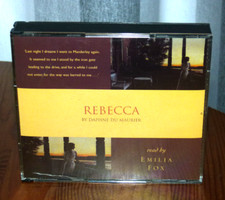 Last night I dreamt I went to Manderley again.
It seemed to me I stood by the iron gate
leading to the drive, and for a while I could
not enter, for the way was barred to me ...
REBECCA
BY DAPHNE DU MAURIER
read by
EMILIA
FOX